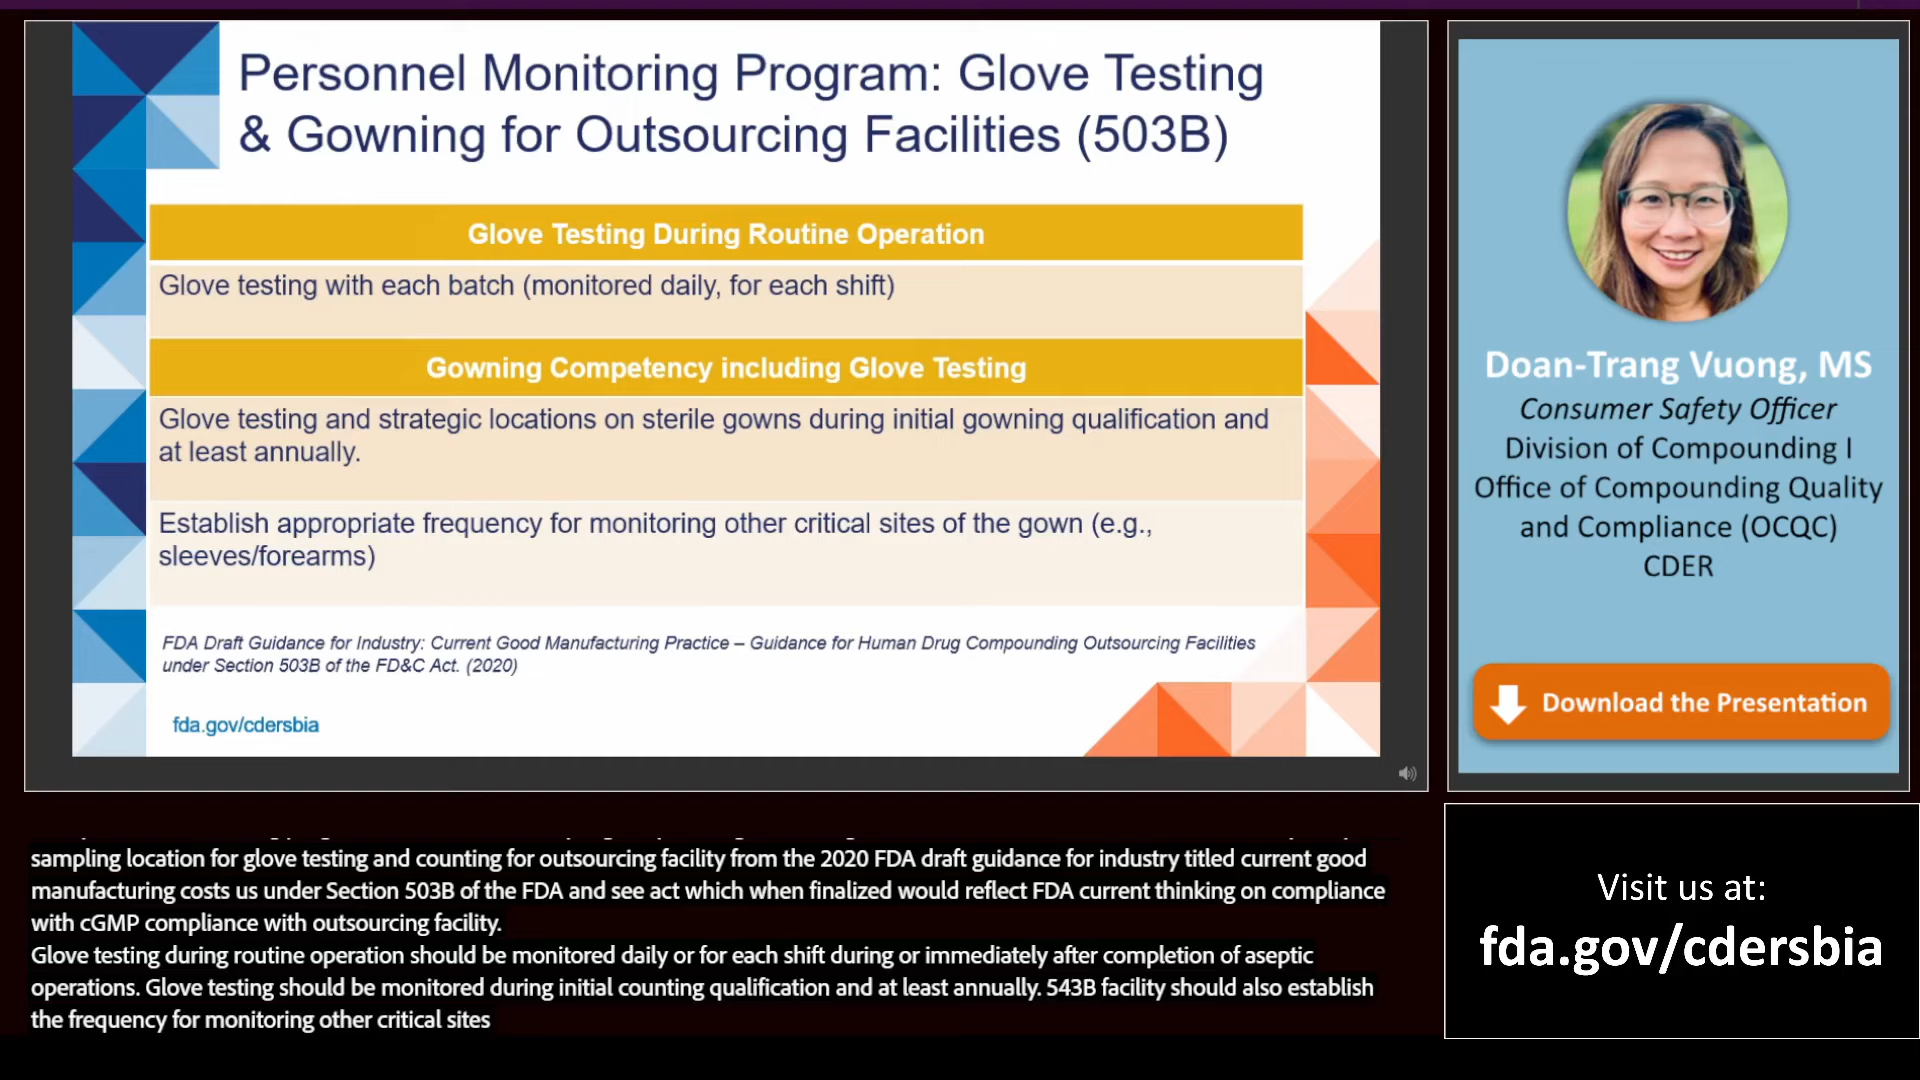 Personnel Monitoring Program: Glove Testing
& Gowning for Outsourcing Facilities (503B)
Glove Testing During Routine Operation
Glove testing with each batch (monitored daily, for each shift)
Gowning Competency including Glove Testing
Glove testing and strategic locations on sterile gowns during initial gowning qualification and
at least annually.
Establish appropriate frequency for monitoring other critical sites of the gown (e.g.,
sleeves/forearms)
FDA Draft Guidance for Industry: Current Good Manufacturing Practice – Guidance for Human Drug Compounding Outsourcing Facilities
under Section 503B of the FD&C Act. (2020)
fda.gov/cdersbia
Doan-Trang Vuong, MS
Consumer Safety Officer
Division of Compounding I
Office of Compounding Quality
and Compliance (OCQC)
CDER
Download the Presentation
sampling location for glove testing and counting for outsourcing facility from the 2020 FDA draft guidance for industry titled current good
manufacturing costs us under Section 503B of the FDA and see act which when finalized would reflect FDA current thinking on compliance
with cGMP compliance with outsourcing facility.
Glove testing during routine operation should be monitored daily or for each shift during or immediately after completion of aseptic
operations. Glove testing should be monitored during initial counting qualification and at least annually. 543B facility should also establish
the frequency for monitoring other critical sites
Visit us at:
fda.gov/cdersbia